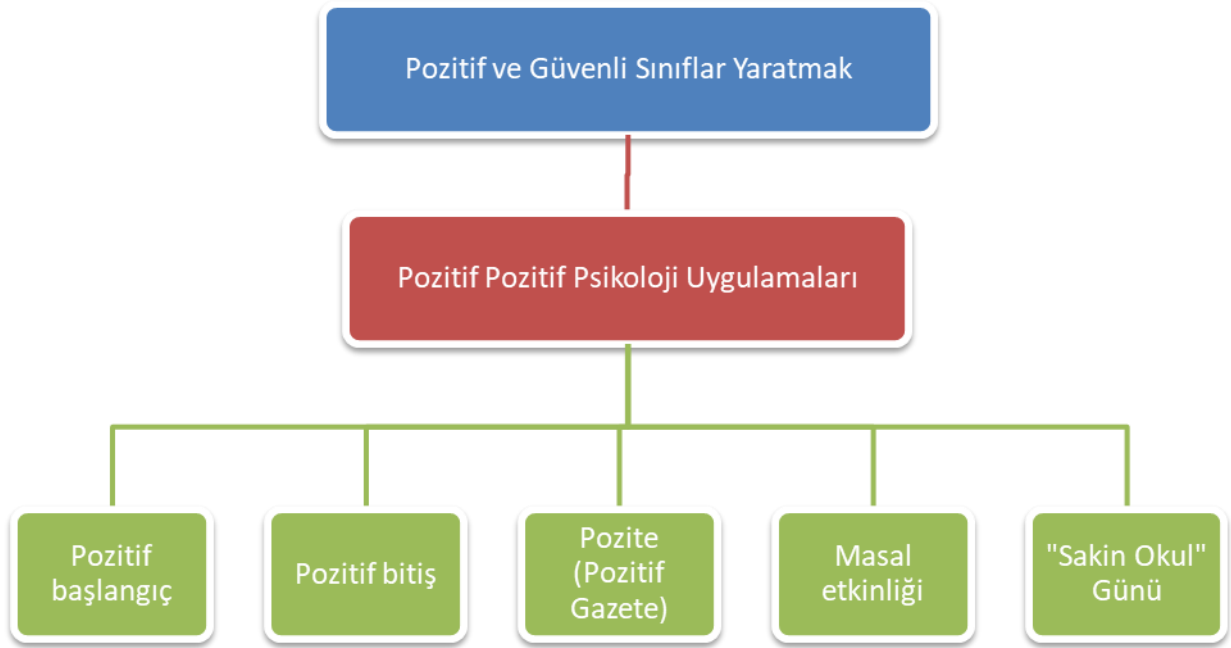 Pozitif ve Güvenli Sınıflar Yaratmak
Pozitif Pozitif Psikoloji Uygulamaları
Pozitif
başlangıç
Pozitif bitiş
Pozite
(Pozitif
Gazete)
Masal
etkinliği
"Sakin Okul"
Günü